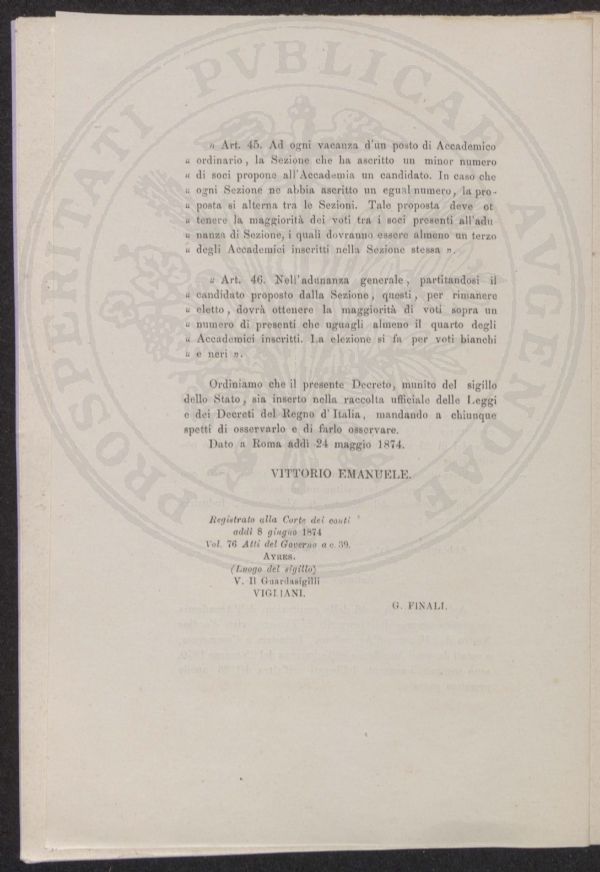 PROSPERITATI PVBLICAE AVGENDAE
" Art. 45. Ad ogni vacanza d'un posto di Accademico
" ordinario, la Sezione che ha ascritto un minor numero
" di soci propone all'Accademia un candidato. In caso che
" ogni Sezione ne abbia ascritto un egual numero, la pro-
" posta si alterna tra le Sezioni. Tale proposta deve ot
" tenere la maggiorità dei voti tra i soci presenti all'adu
" nanza di Sezione, i quali dovranno essere almeno un terzo
" degli Accademici inscritti nella Sezione stessa ".
" Art. 46. Nell'adunanza generale, partitandosi il
" candidato proposto dalla Sezione, questi, per rimanere
" eletto, dovrà ottenere la maggiorità di voti sopra un
" numero di presenti che uguagli almeno il quarto degli
" Accademici inscritti. La elezione si fa per voti bianchi
" e neri ".
Ordiniamo che il presente Decreto, munito del sigillo
dello Stato, sia inserto nella raccolta ufficiale delle Leggi
e dei Decreti del Regno d'Italia, mandando a chiunque
spetti di osservarlo e di farlo osservare.
Dato a Roma addì 24 maggio 1874.
VITTORIO EMANUELE.
Registrato alla Corte dei conti
addì 8 giugno 1874
Vol. 76 Atti del Governo a c. 39.
AYRES.
(Luogo del sigillo)
V. Il Guardasigilli
VIGLIANI.
G. FINALI.